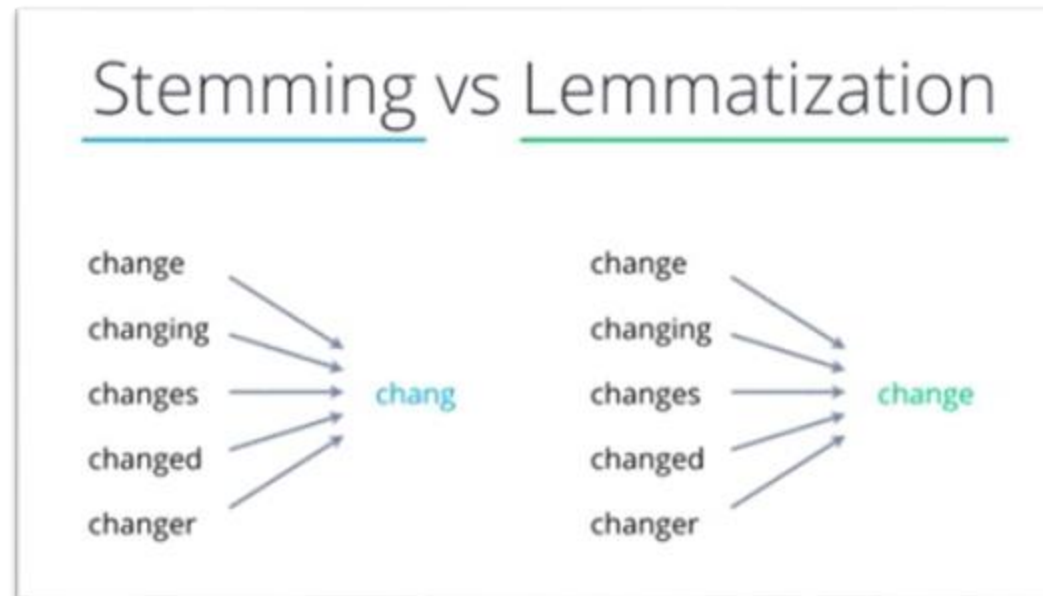 Stemming vs Lemmatization
change change
changing changing
changes chang changes change
changed changed
changer changer